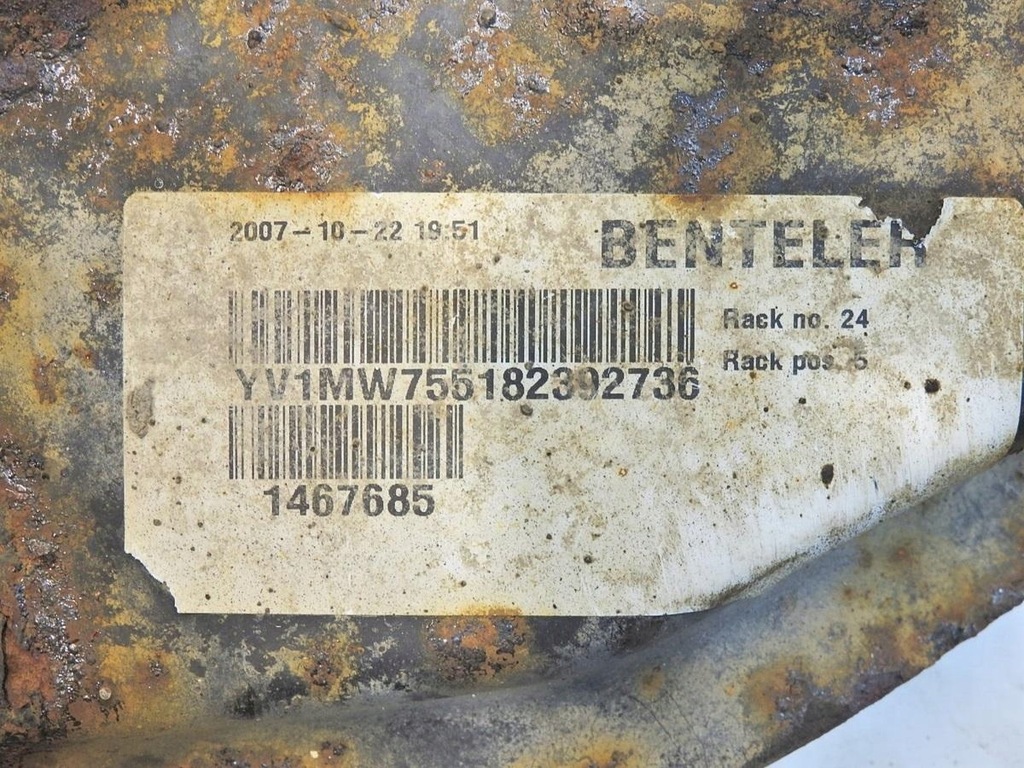 2007-10-22 19:51
BENTELER
Rack no. 24
Rack pos. 5
YV1MW755182392736
1467685